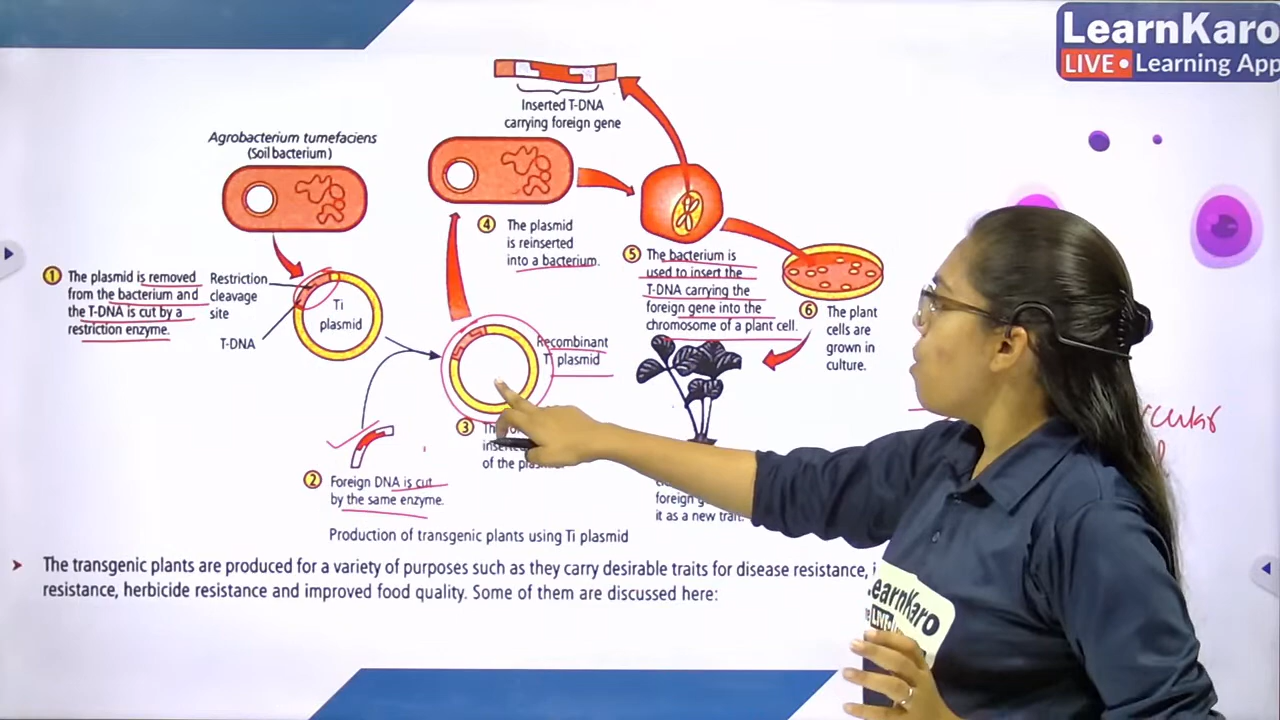 LearnKaro
LIVE • Learning App
Inserted T-DNA
carrying foreign gene
Agrobacterium tumefaciens
(Soil bacterium)
1 The plasmid is removed
from the bacterium and
the T-DNA is cut by a
restriction enzyme.
Restriction
cleavage
site
T-DNA
Ti
plasmid
4 The plasmid
is reinserted
into a bacterium.
5 The bacterium is
used to insert the
T-DNA carrying the
foreign gene into the
chromosome of a plant cell.
6 The plant
cells are
grown in
culture.
Recombinant
plasmid
3
of the
2 Foreign DNA is cut
by the same enzyme.
foreign
it as a new trait.
Production of transgenic plants using Ti plasmid
The transgenic plants are produced for a variety of purposes such as they carry desirable traits for disease resistance,
resistance, herbicide resistance and improved food quality. Some of them are discussed here:
LearnKaro
LIVE